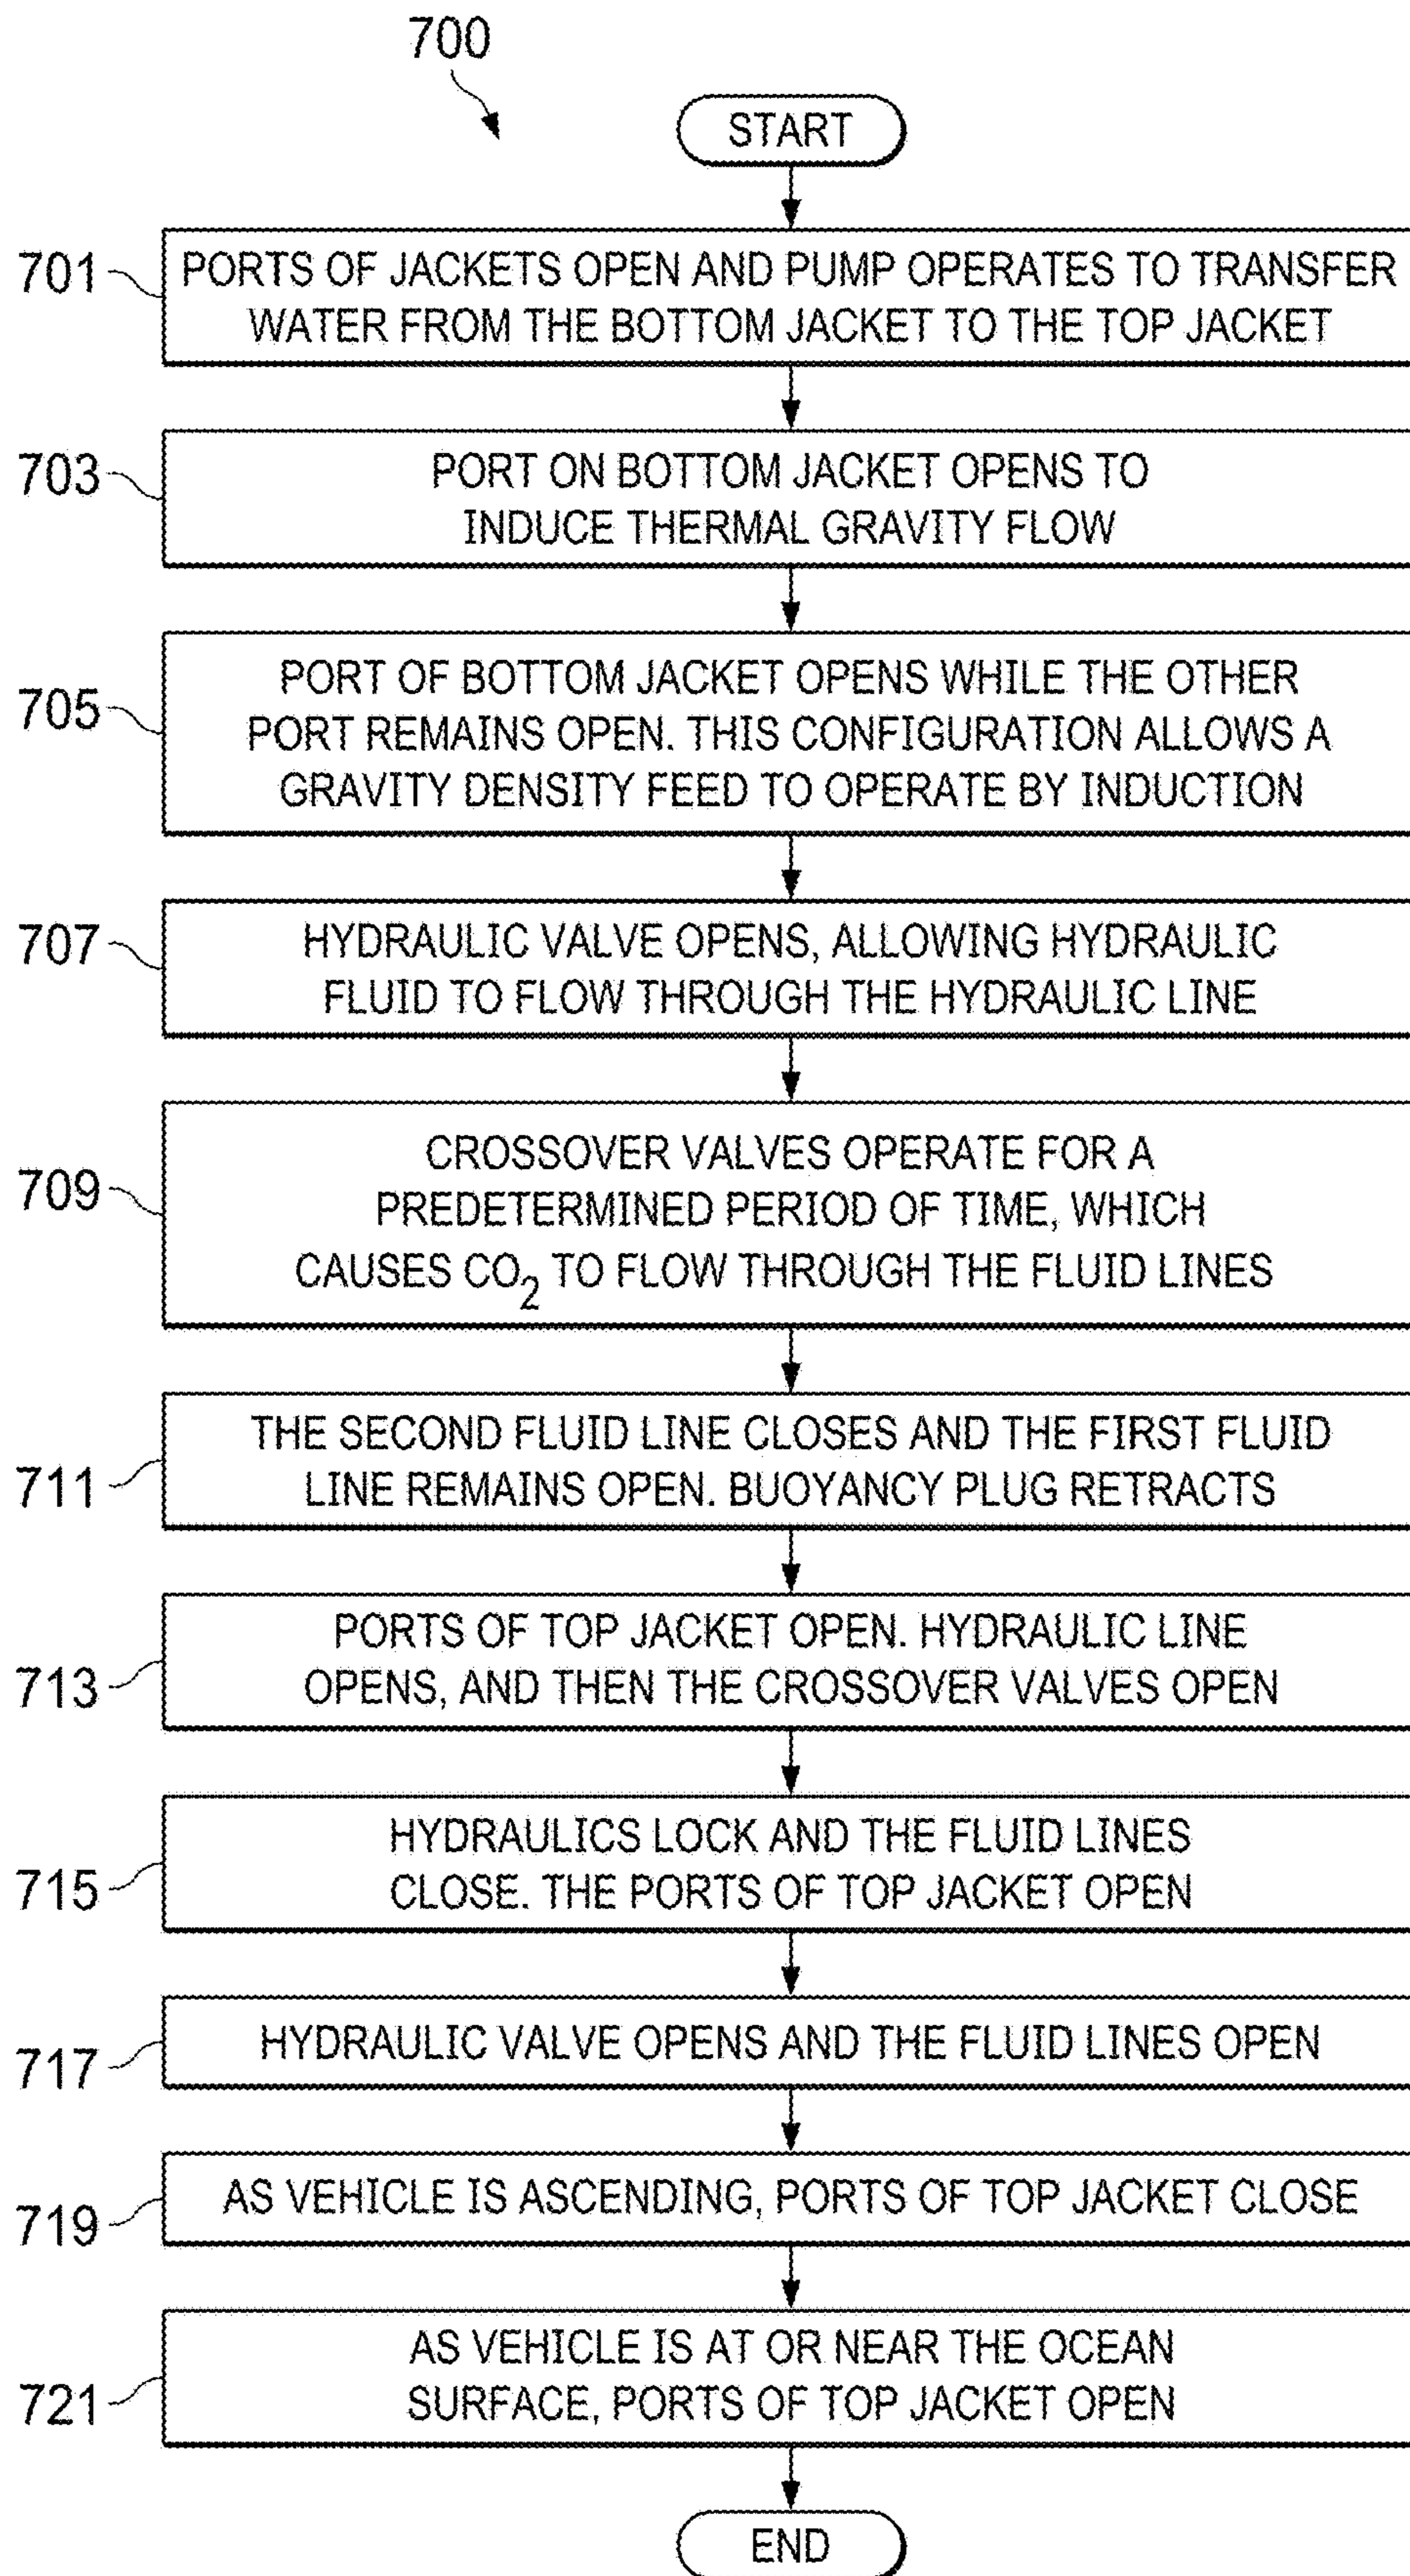 700
START
701
PORTS OF JACKETS OPEN AND PUMP OPERATES TO TRANSFER
WATER FROM THE BOTTOM JACKET TO THE TOP JACKET
703
PORT ON BOTTOM JACKET OPENS TO
INDUCE THERMAL GRAVITY FLOW
705
PORT OF BOTTOM JACKET OPENS WHILE THE OTHER
PORT REMAINS OPEN. THIS CONFIGURATION ALLOWS A
GRAVITY DENSITY FEED TO OPERATE BY INDUCTION
707
HYDRAULIC VALVE OPENS, ALLOWING HYDRAULIC
FLUID TO FLOW THROUGH THE HYDRAULIC LINE
709
CROSSOVER VALVES OPERATE FOR A
PREDETERMINED PERIOD OF TIME, WHICH
CAUSES CO₂ TO FLOW THROUGH THE FLUID LINES
711
THE SECOND FLUID LINE CLOSES AND THE FIRST FLUID
LINE REMAINS OPEN. BUOYANCY PLUG RETRACTS
713
PORTS OF TOP JACKET OPEN. HYDRAULIC LINE
OPENS, AND THEN THE CROSSOVER VALVES OPEN
715
HYDRAULICS LOCK AND THE FLUID LINES
CLOSE. THE PORTS OF TOP JACKET OPEN
717
HYDRAULIC VALVE OPENS AND THE FLUID LINES OPEN
719
AS VEHICLE IS ASCENDING, PORTS OF TOP JACKET CLOSE
721
AS VEHICLE IS AT OR NEAR THE OCEAN
SURFACE, PORTS OF TOP JACKET OPEN
END